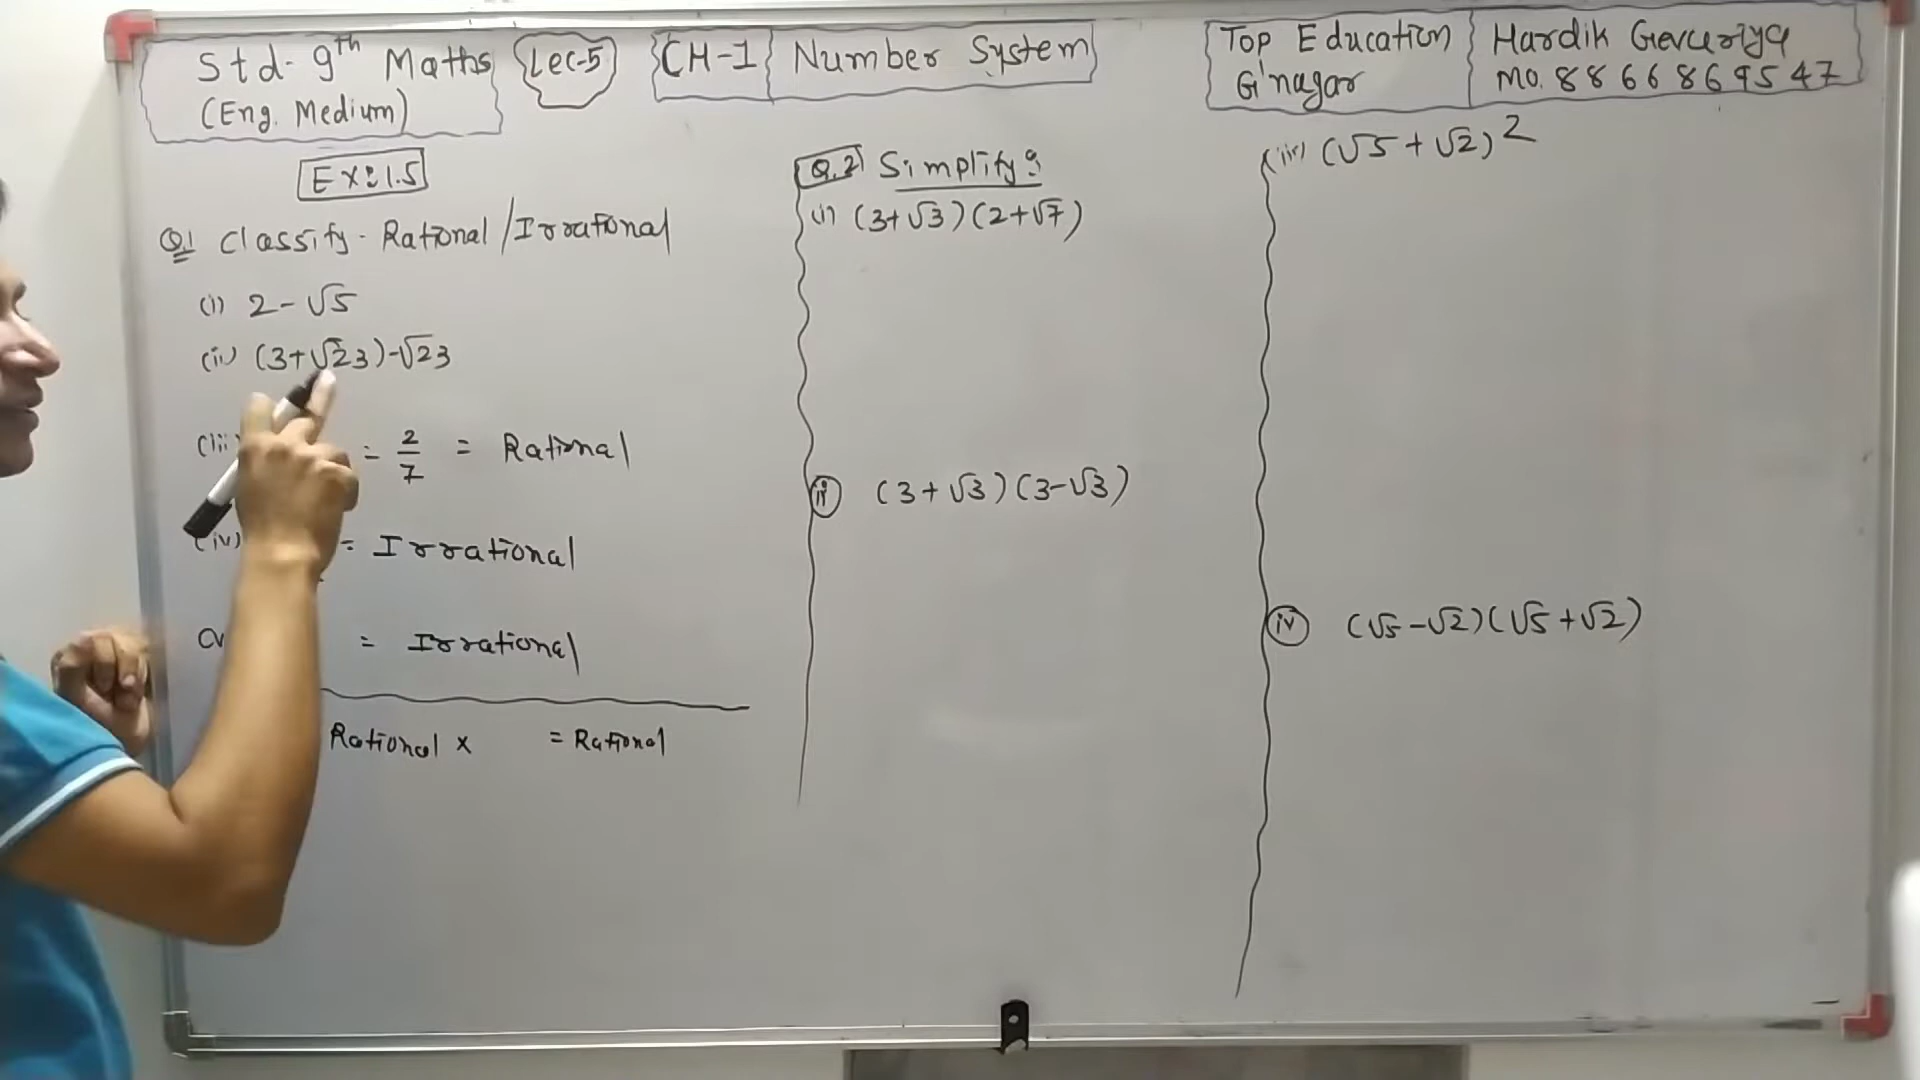 Std. 9th Maths
(Eng. Medium)
Lec-5
CH-1 Number System
Top Education
G'nagar
Hardik Gevariya
Mo. 8866869547
Ex: 1.5
Q.1 Classify - Rational / Irrational
(i) 2 - √5
(ii) (3+√23)-√23
(iii) = 2/7 = Rational
(iv) = Irrational
(v = Irrational
Rational x = Rational
Q.2 Simplify:
(i) (3+√3)(2+√7)
ii (3+√3)(3-√3)
(iii) (√5+√2)2
iv (√5-√2)(√5+√2)